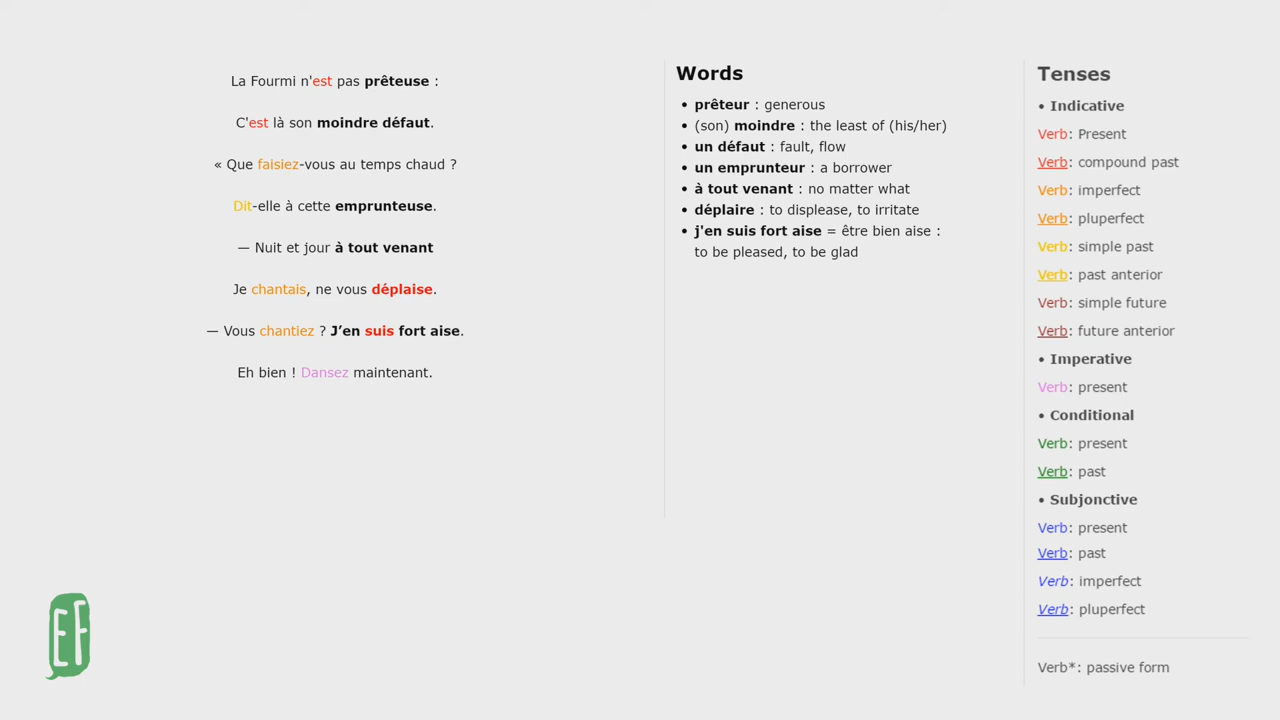 La Fourmi n'est pas prêteuse :
C'est là son moindre défaut.
« Que faisiez-vous au temps chaud ?
Dit-elle à cette emprunteuse.
— Nuit et jour à tout venant
Je chantais, ne vous déplaise.
— Vous chantiez ? J’en suis fort aise.
Eh bien ! Dansez maintenant.
Words
• prêteur : generous
• (son) moindre : the least of (his/her)
• un défaut : fault, flow
• un emprunteur : a borrower
• à tout venant : no matter what
• déplaire : to displease, to irritate
• j'en suis fort aise = être bien aise :
to be pleased, to be glad
Tenses
• Indicative
Verb: Present
Verb: compound past
Verb: imperfect
Verb: pluperfect
Verb: simple past
Verb: past anterior
Verb: simple future
Verb: future anterior
• Imperative
Verb: present
• Conditional
Verb: present
Verb: past
• Subjonctive
Verb: present
Verb: past
Verb: imperfect
Verb: pluperfect
Verb*: passive form
EF